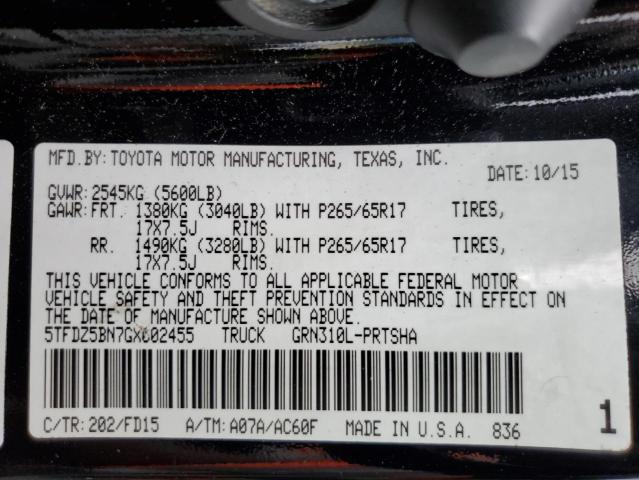 MFD.BY: TOYOTA MOTOR MANUFACTURING, TEXAS, INC.
DATE: 10/15
GVWR: 2545KG (5600LB)
GAWR: FRT. 1380KG (3040LB) WITH P265/65R17 TIRES,
17X7.5J RIMS.
RR. 1490KG (3280LB) WITH P265/65R17 TIRES,
17X7.5J RIMS.
THIS VEHICLE CONFORMS TO ALL APPLICABLE FEDERAL MOTOR
VEHICLE SAFETY AND THEFT PREVENTION STANDARDS IN EFFECT ON
THE DATE OF MANUFACTURE SHOWN ABOVE.
5TFDZ5BN7GX002455 TRUCK GRN310L-PRTSHA
C/TR: 202/FD15 A/TM: A07A/AC60F MADE IN U.S.A. 836
1